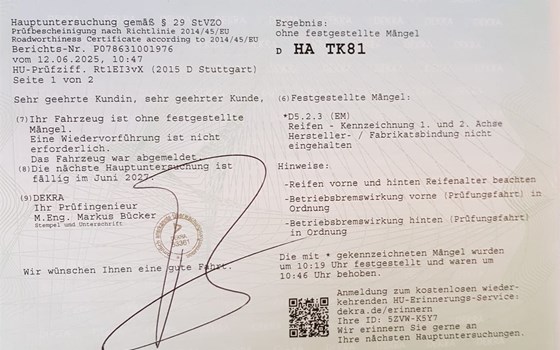 Hauptuntersuchung gemäß § 29 StVZO
Prüfbescheinigung nach Richtlinie 2014/45/EU
Roadworthiness Certificate according to 2014/45/EU
Berichts-Nr. P078631001976
vom 12.06.2025, 10:47
HU-Prüfziff. Rt1EI3vX (2015 D Stuttgart)
Seite 1 von 2
Sehr geehrte Kundin, sehr geehrter Kunde,
(7) Ihr Fahrzeug ist ohne festgestellte
Mängel.
Eine Wiedervorführung ist nicht
erforderlich.
Das Fahrzeug war abgemeldet.
(8) Die nächste Hauptuntersuchung ist
fällig im Juni 2027.
(9) DEKRA
Ihr Prüfingenieur
M.Eng. Markus Bücker
Stempel und Unterschrift
Wir wünschen Ihnen eine gute Fahrt.
Ergebnis:
ohne festgestellte Mängel
D HA TK81
(6) Festgestellte Mängel:
*D5.2.3 (EM)
Reifen - Kennzeichnung 1. und 2. Achse
Hersteller- / Fabrikatsbindung nicht
eingehalten
Hinweise:
-Reifen vorne und hinten Reifenalter beachten
-Betriebsbremswirkung vorne (Prüfungsfahrt) in
Ordnung
-Betriebsbremswirkung hinten (Prüfungsfahrt)
in Ordnung
Die mit * gekennzeichneten Mängel wurden
um 10:19 Uhr festgestellt und waren um
10:46 Uhr behoben.
Anmeldung zum kostenlosen wieder-
kehrenden HU-Erinnerungs-Service:
dekra.de/erinnern
Ihre ID: 5ZVW-K5Y7
Wir erinnern Sie gerne an
Ihre nächsten Hauptuntersuchung